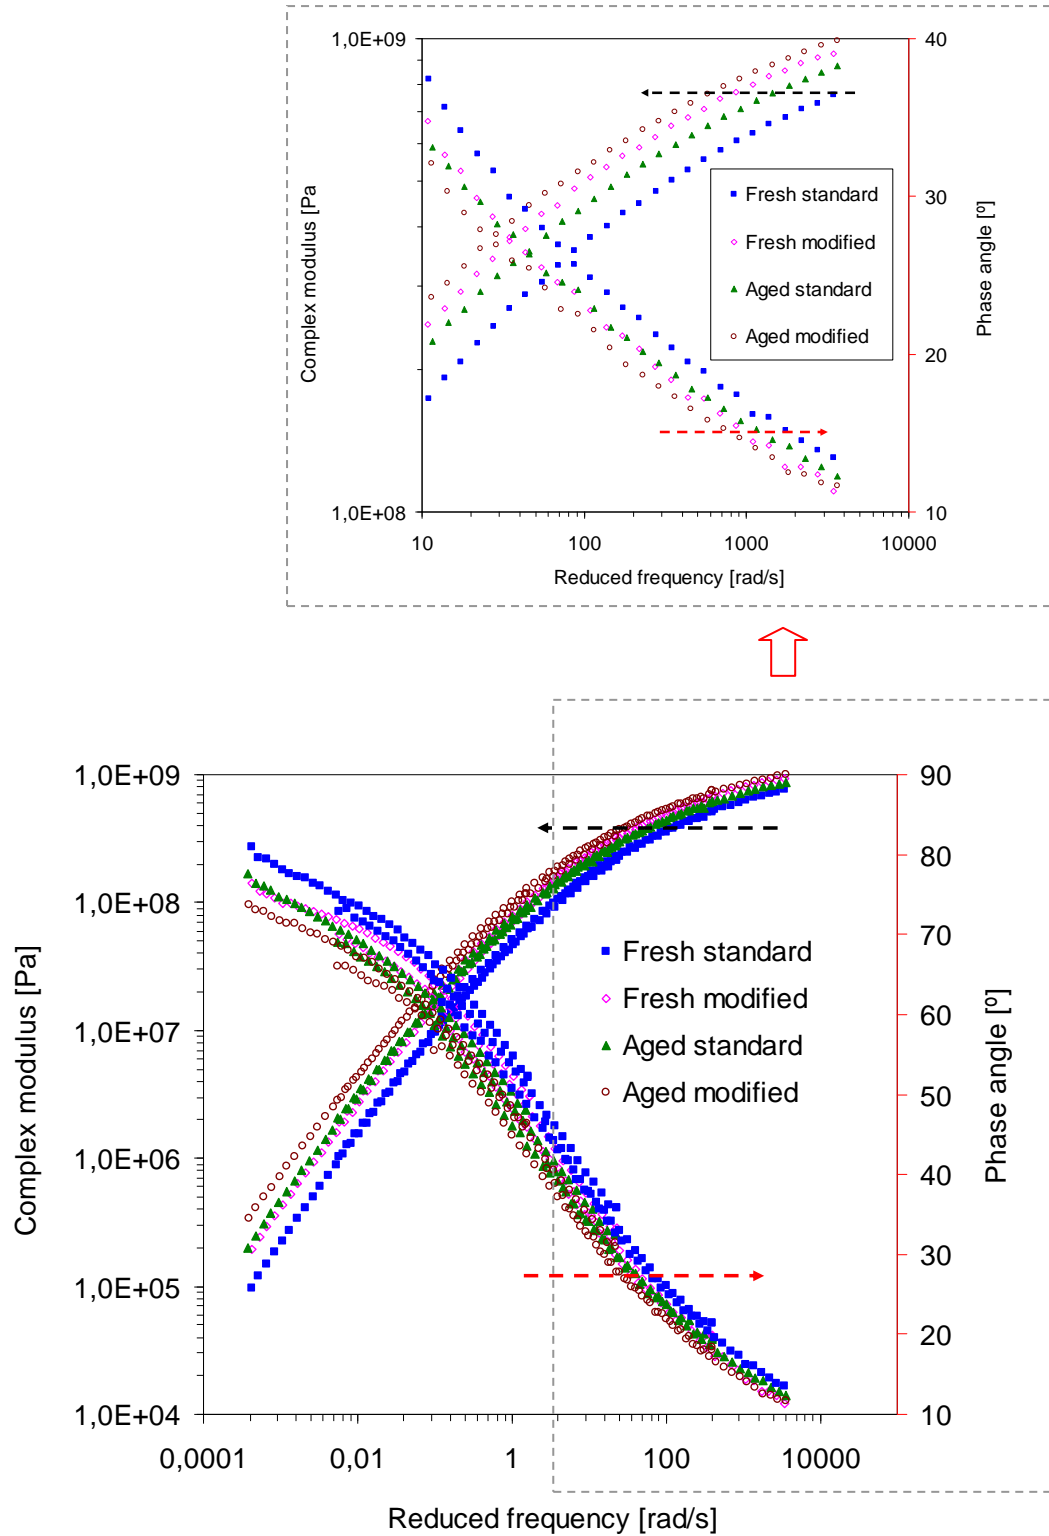 1,0E+09
40
30
20
10
1,0E+08
Complex modulus [Pa
Phase angle [º]
Fresh standard
Fresh modified
Aged standard
Aged modified
10
100
1000
10000
Reduced frequency [rad/s]
1,0E+09
1,0E+08
1,0E+07
1,0E+06
1,0E+05
1,0E+04
Complex modulus [Pa]
90
80
70
60
50
40
30
20
10
Phase angle [º]
Fresh standard
Fresh modified
Aged standard
Aged modified
0,0001
0,01
1
100
10000
Reduced frequency [rad/s]